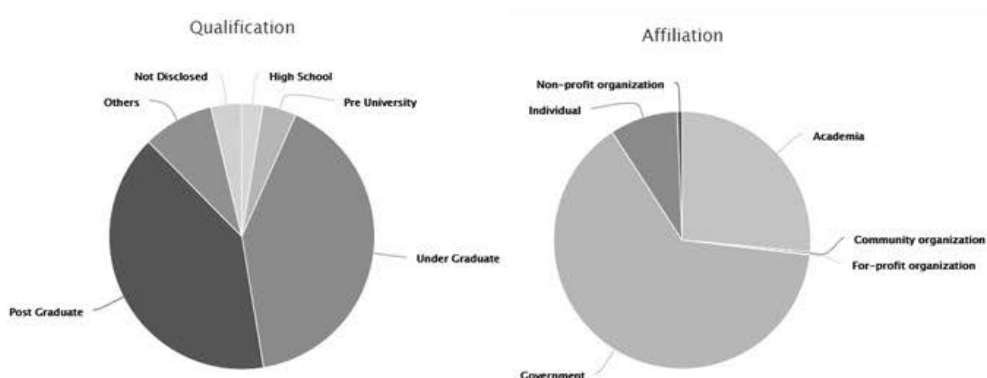 Qualification
Not Disclosed
High School
Others
Pre University
Under Graduate
Post Graduate
Affiliation
Non-profit organization
Individual
Academia
Community organization
For-profit organization
Government